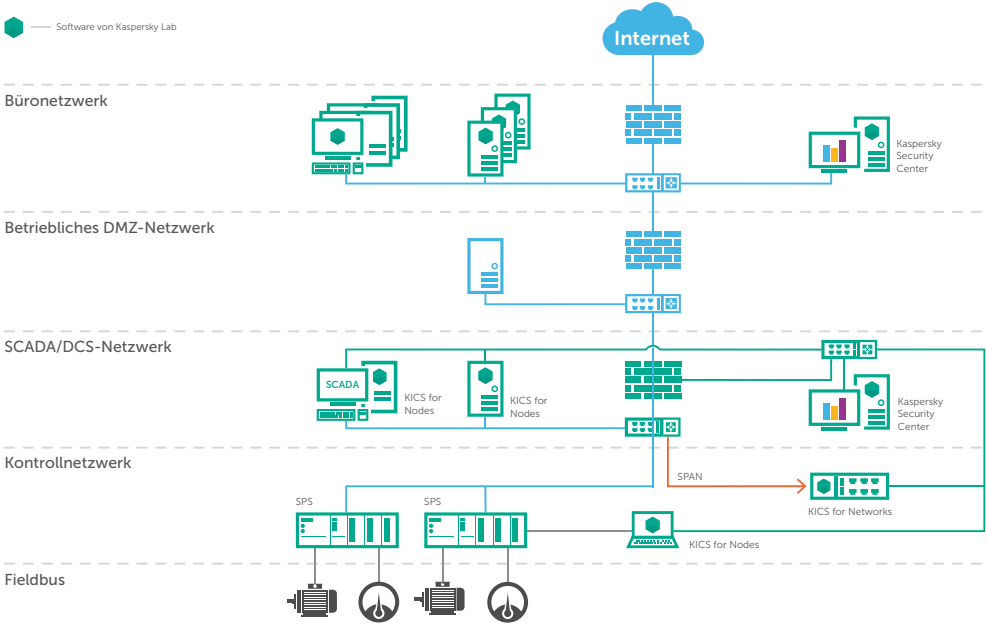 Software von Kaspersky Lab
Internet
Büronetzwerk
Kaspersky
Security
Center
Betriebliches DMZ-Netzwerk
SCADA/DCS-Netzwerk
SCADA
KICS for
Nodes
KICS for
Nodes
Kaspersky
Security
Center
Kontrollnetzwerk
SPAN
SPS
SPS
KICS for Networks
KICS for Nodes
Fieldbus